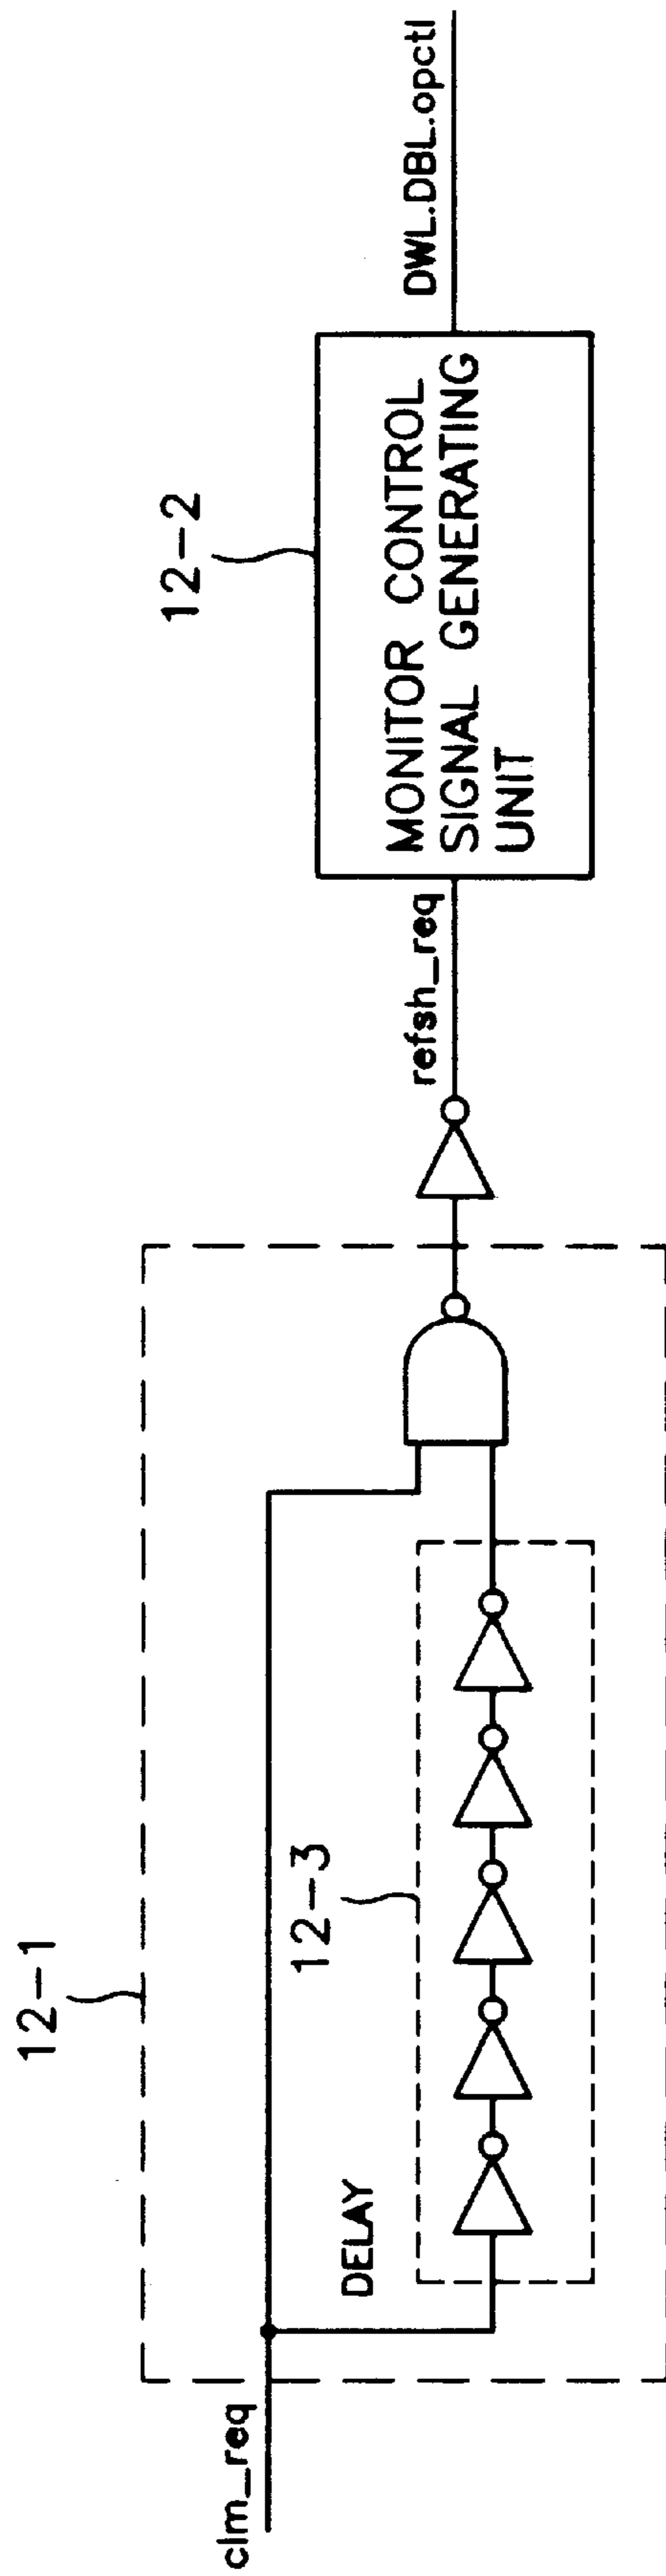 12-1
clm_req
DELAY
12-3
refsh_req
12-2
MONITOR CONTROL
SIGNAL GENERATING
UNIT
DWL.DBL.opctl